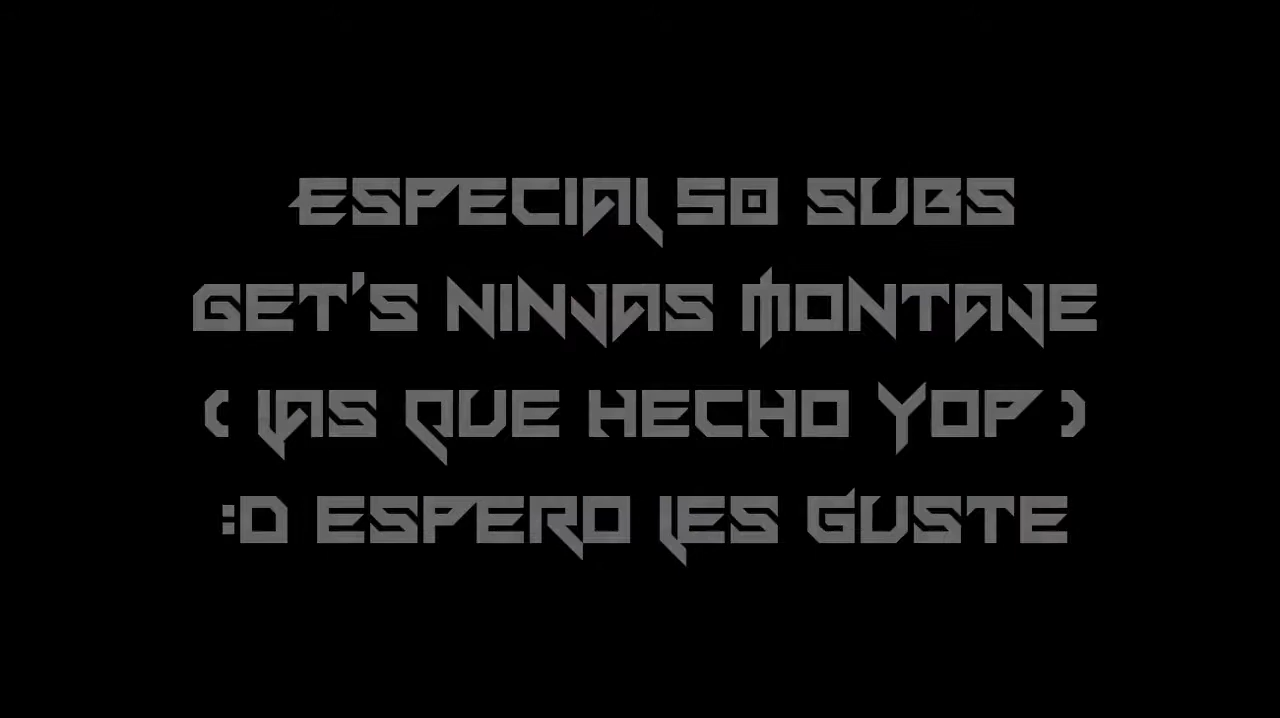 Especial 50 subs
Get's Ninjas Montaje
( las que hecho yop )
:D espero les guste